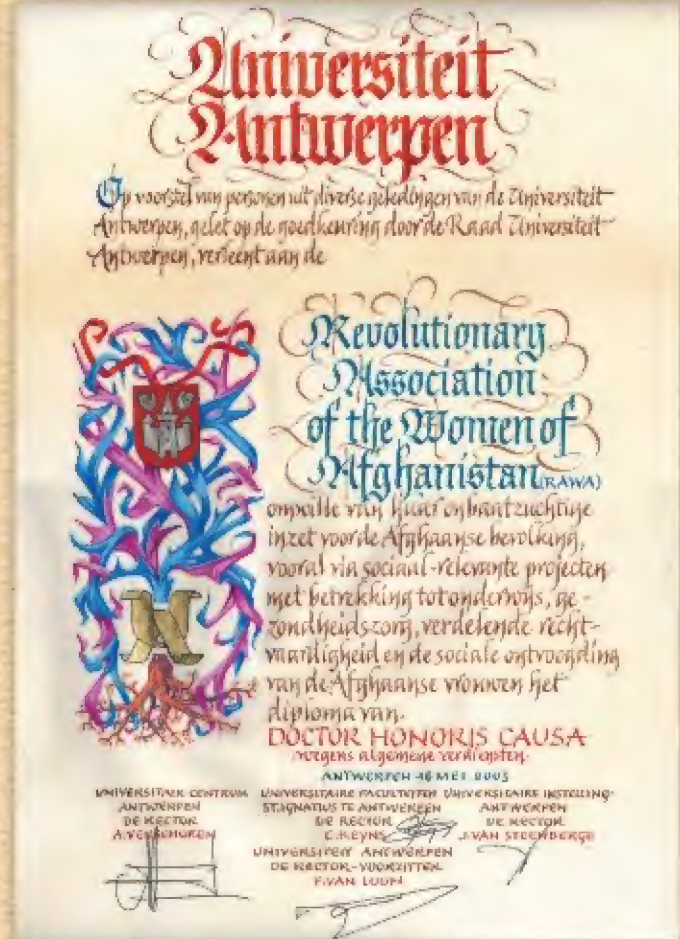 Universiteit
Antwerpen
Op voorstel van personen uit diverse geledingen van de Universiteit
Antwerpen, gelet op de goedkeuring door de Raad Universiteit
Antwerpen, verleent aan de
Revolutionary
Association
of the Women of
Afghanistan (RAWA)
omwille van haar onbaatzuchtige
inzet voor de Afghaanse bevolking,
vooral via sociaal-relevante projecten
met betrekking tot onderwijs, ge-
zondheidszorg, verdelende recht-
vaardigheid en de sociale ontvoogding
van de Afghaanse vrouwen het
diploma van
DOCTOR HONORIS CAUSA
wegens algemene verdiensten
ANTWERPEN 16 MEI 2003
UNIVERSITAIR CENTRUM
ANTWERPEN
DE RECTOR
A. VERSCHOREN
UNIVERSITAIRE FACULTEITEN
ST. IGNATIUS TE ANTWERPEN
DE RECTOR
C. REYNS
UNIVERSITAIRE INSTELLING
ANTWERPEN
DE RECTOR
J. VAN STEENBERGE
UNIVERSITEIT ANTWERPEN
DE RECTOR-VOORZITTER
F. VAN LOON